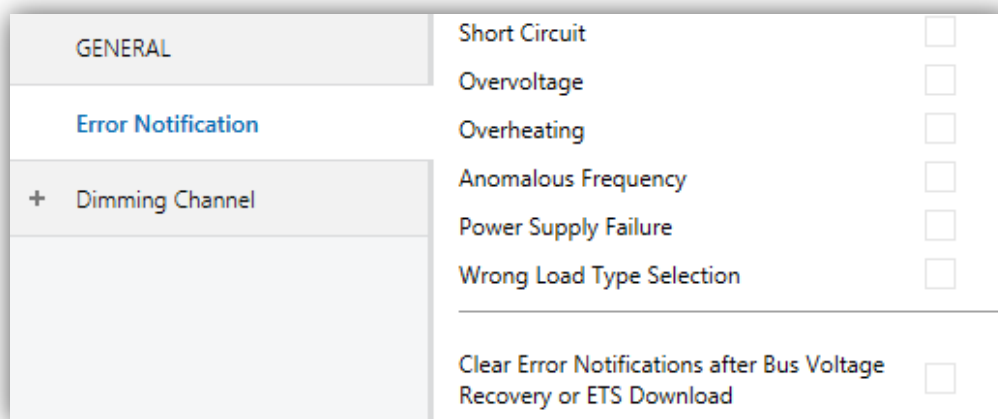 GENERAL
Error Notification
+ Dimming Channel
Short Circuit
Overvoltage
Overheating
Anomalous Frequency
Power Supply Failure
Wrong Load Type Selection
Clear Error Notifications after Bus Voltage
Recovery or ETS Download